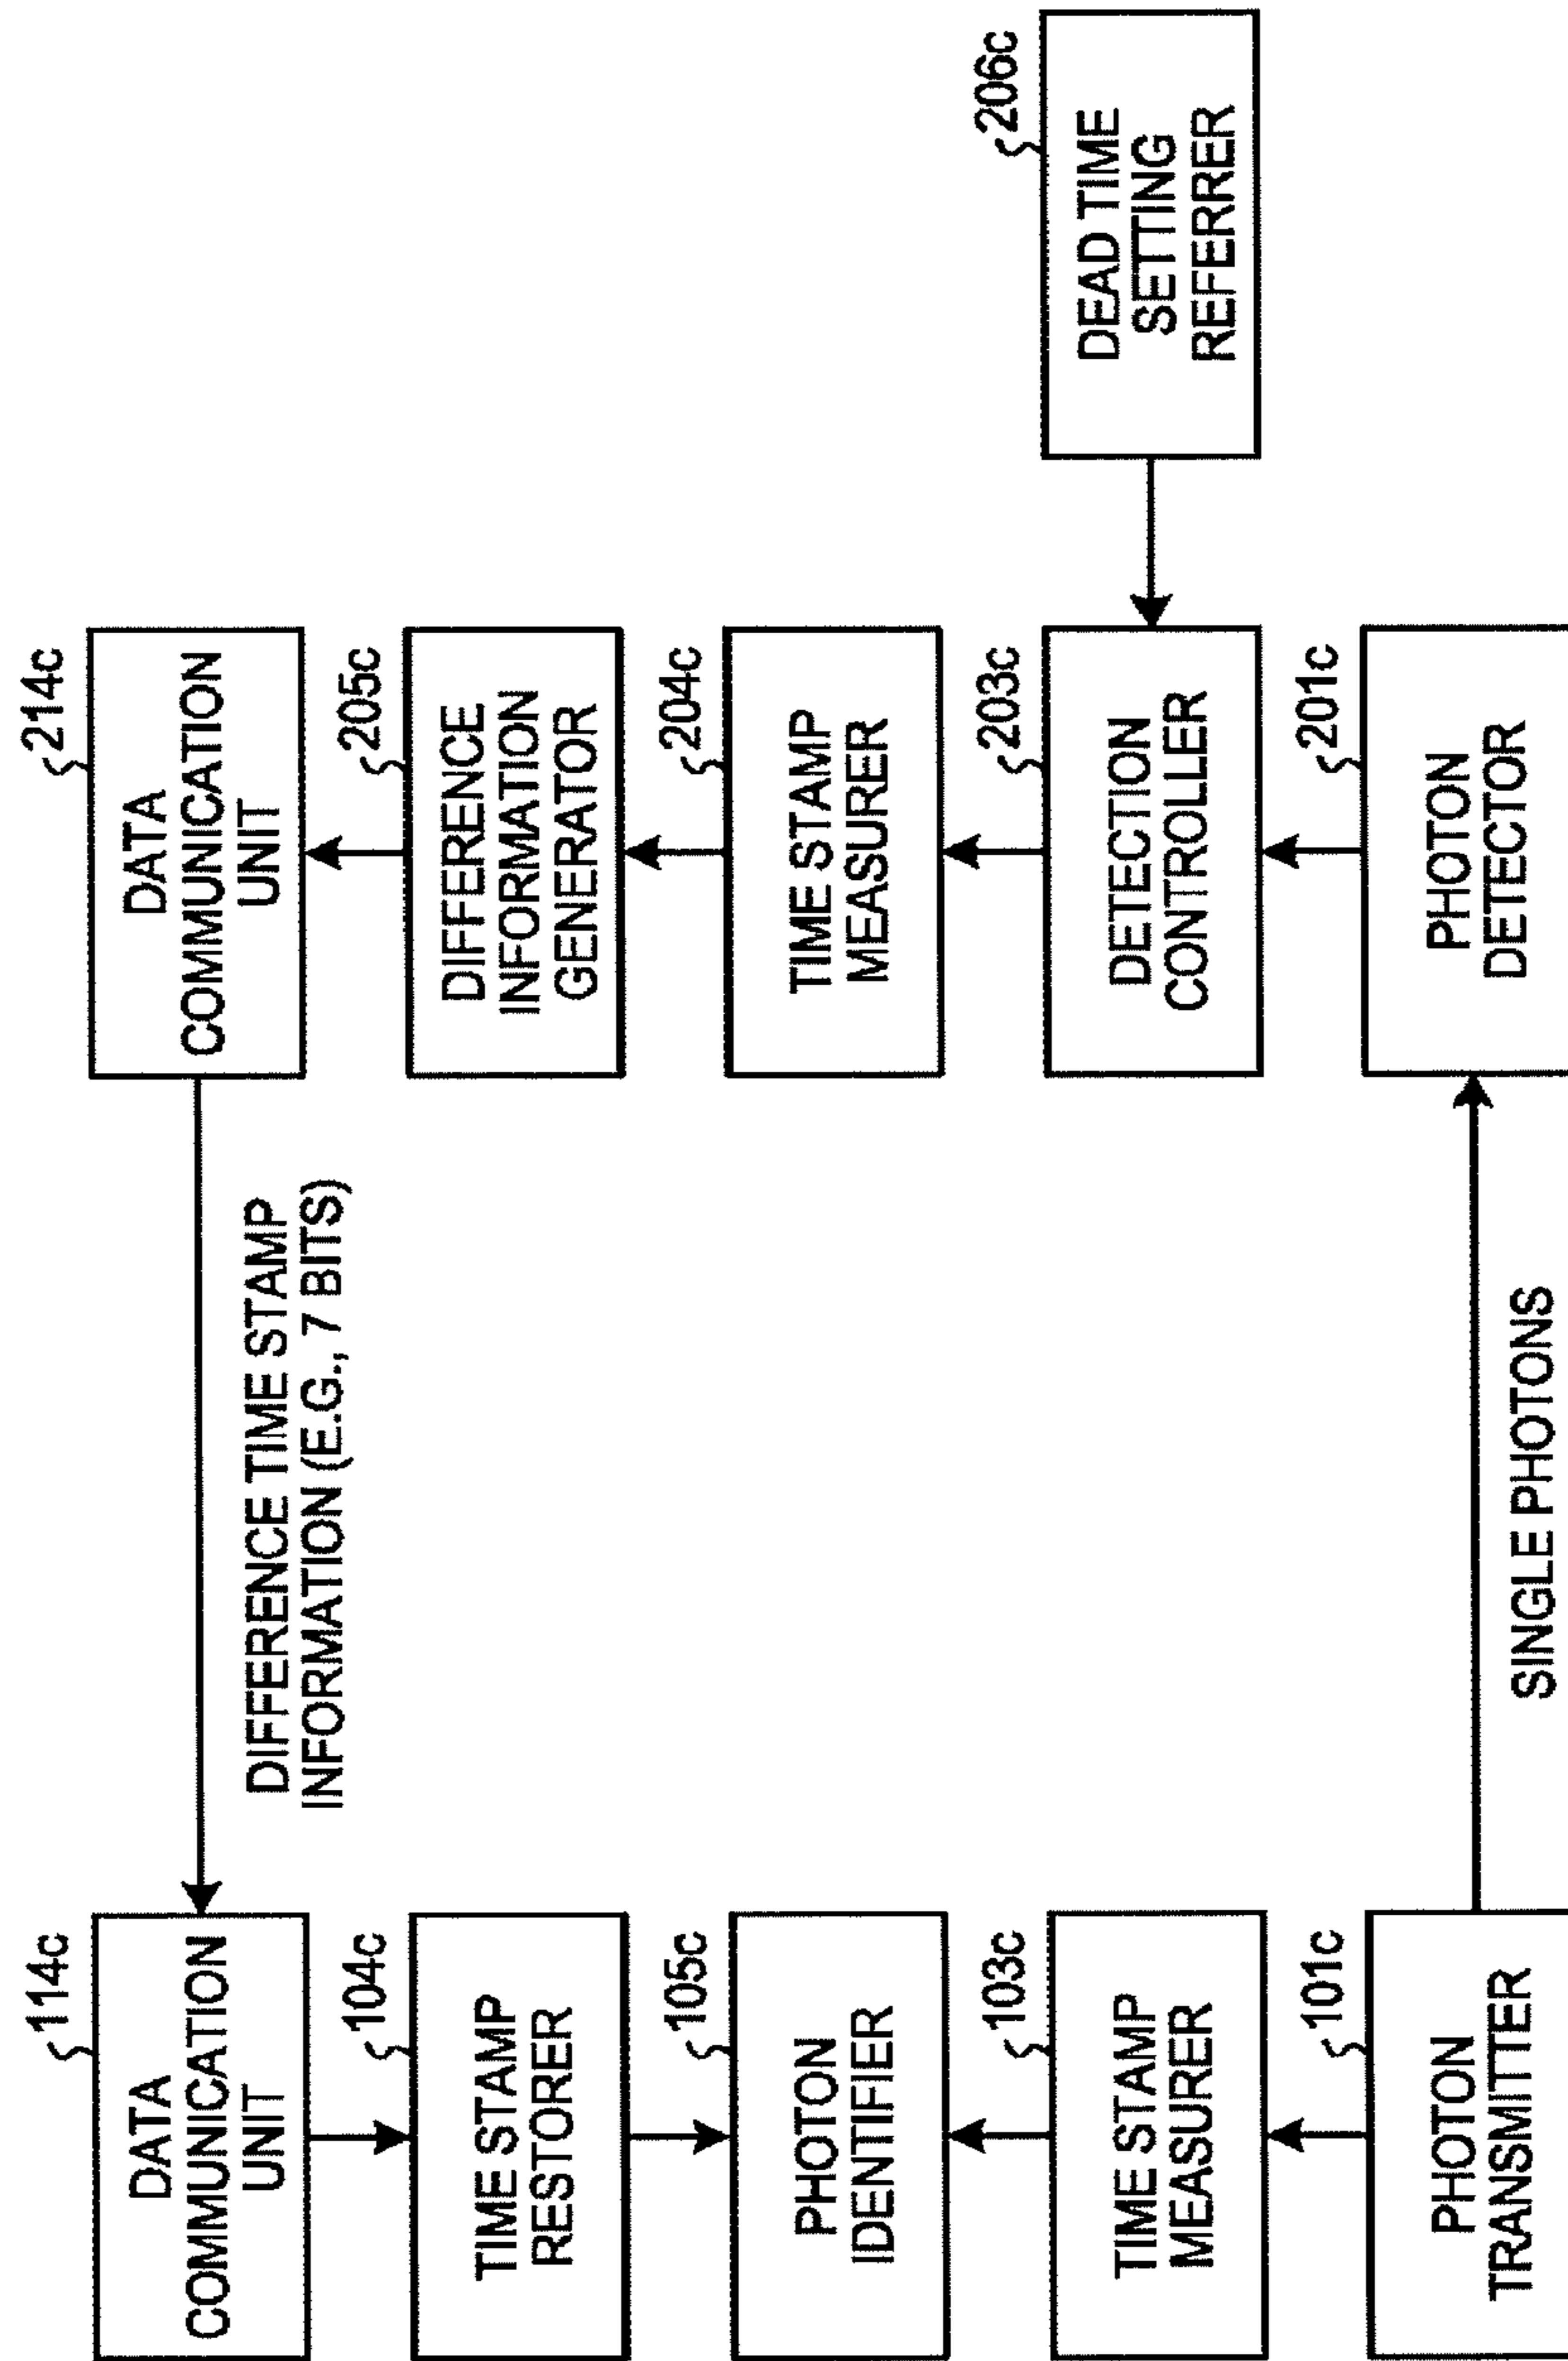 114c
DATA
COMMUNICATION
UNIT
104c
TIME STAMP
RESTORER
105c
PHOTON
IDENTIFIER
103c
TIME STAMP
MEASURER
101c
PHOTON
TRANSMITTER
DIFFERENCE TIME STAMP
INFORMATION (E.G., 7 BITS)
SINGLE PHOTONS
214c
DATA
COMMUNICATION
UNIT
205c
DIFFERENCE
INFORMATION
GENERATOR
204c
TIME STAMP
MEASURER
203c
DETECTION
CONTROLLER
201c
PHOTON
DETECTOR
206c
DEAD TIME
SETTING
REFERRER